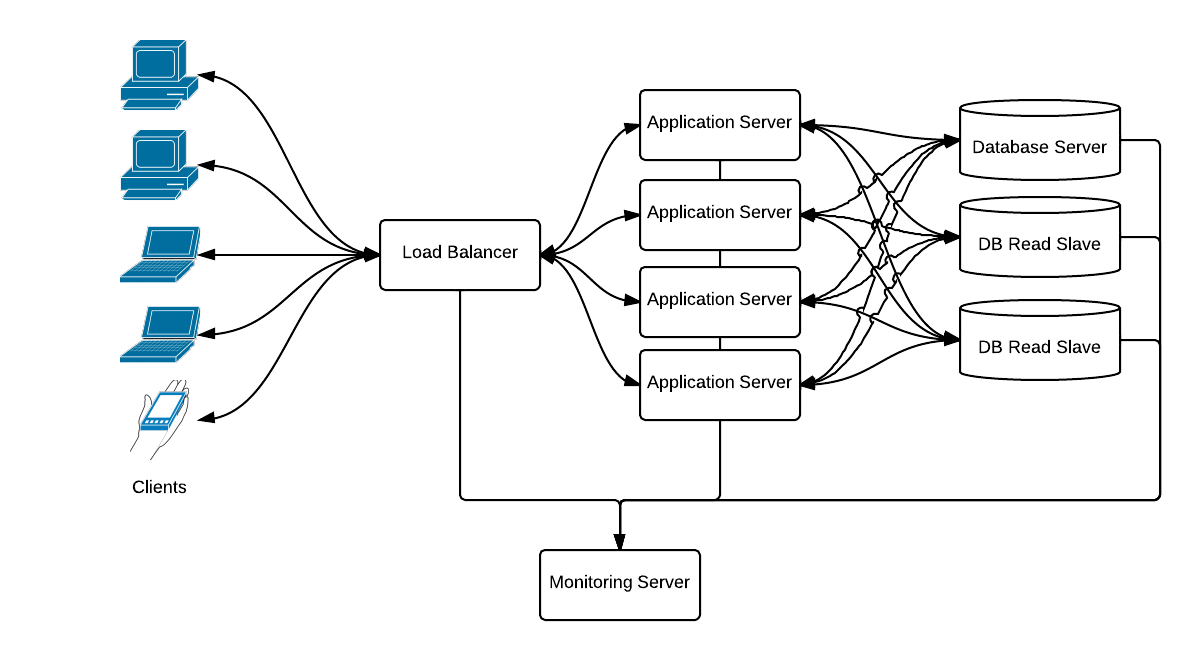 Clients
Load Balancer
Application Server
Application Server
Application Server
Application Server
Database Server
DB Read Slave
DB Read Slave
Monitoring Server